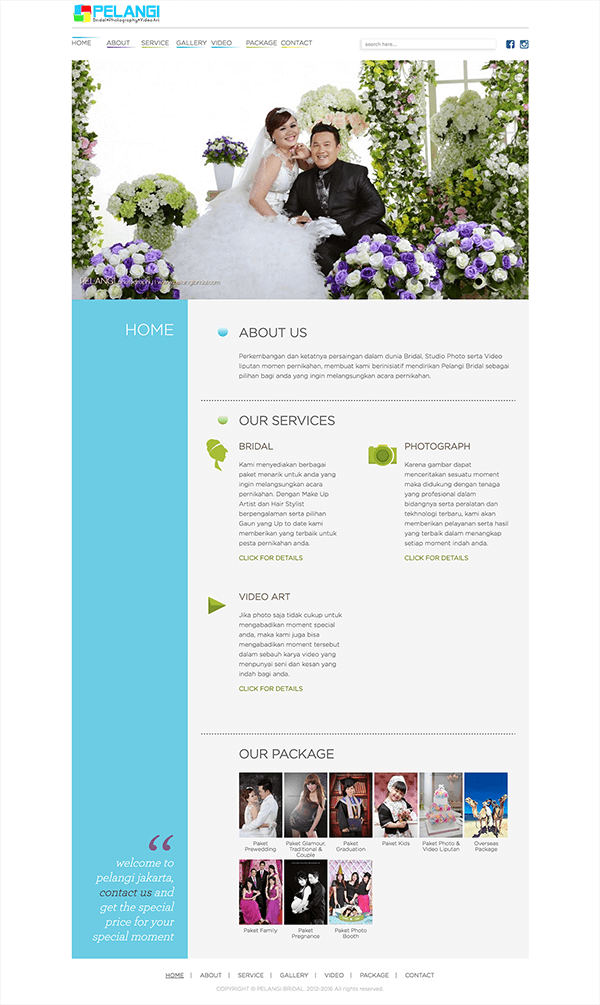 PELANGI
Bridal•Photography•Video Art
HOME ABOUT SERVICE GALLERY VIDEO PACKAGE CONTACT
search here...
PELANGI photography | www.pelangibridal.com
HOME
ABOUT US
Perkembangan dan ketatnya persaingan dalam dunia Bridal, Studio Photo serta Video
liputan momen pernikahan, membuat kami berinisiatif mendirikan Pelangi Bridal sebagai
pilihan bagi anda yang ingin melangsungkan acara pernikahan.
OUR SERVICES
BRIDAL
Kami menyediakan berbagai
paket menarik untuk anda yang
ingin melangsungkan acara
pernikahan. Dengan Make Up
Artist dan Hair Stylist
berpengalaman serta pilihan
Gaun yang Up to date kami
memberikan yang terbaik untuk
pesta pernikahan anda.
CLICK FOR DETAILS
PHOTOGRAPH
Karena gambar dapat
menceritakan sesuatu moment
maka didukung dengan tenaga
yang profesional dalam
bidangnya serta peralatan dan
tekhnologi terbaru, kami akan
memberikan pelayanan serta hasil
yang terbaik dalam menangkap
setiap moment indah anda.
CLICK FOR DETAILS
VIDEO ART
Jika photo saja tidak cukup untuk
mengabadikan moment special
anda, maka kami juga bisa
mengabadikan moment tersebut
dalam sebauh karya video yang
menpunyai seni dan kesan yang
indah bagi anda.
CLICK FOR DETAILS
OUR PACKAGE
Paket
Prewedding
Paket Glamour,
Traditional &
Couple
Paket
Graduation
Paket Kids
Paket Photo &
Video Liputan
Overseas
Package
Paket Family
Paket
Pregnance
Paket Photo
Booth
“
welcome to
pelangi jakarta,
contact us and
get the special
price for your
special moment
HOME | ABOUT | SERVICE | GALLERY | VIDEO | PACKAGE | CONTACT
COPYRIGHT © PELANGI BRIDAL. 2012-2016 All rights reserved.